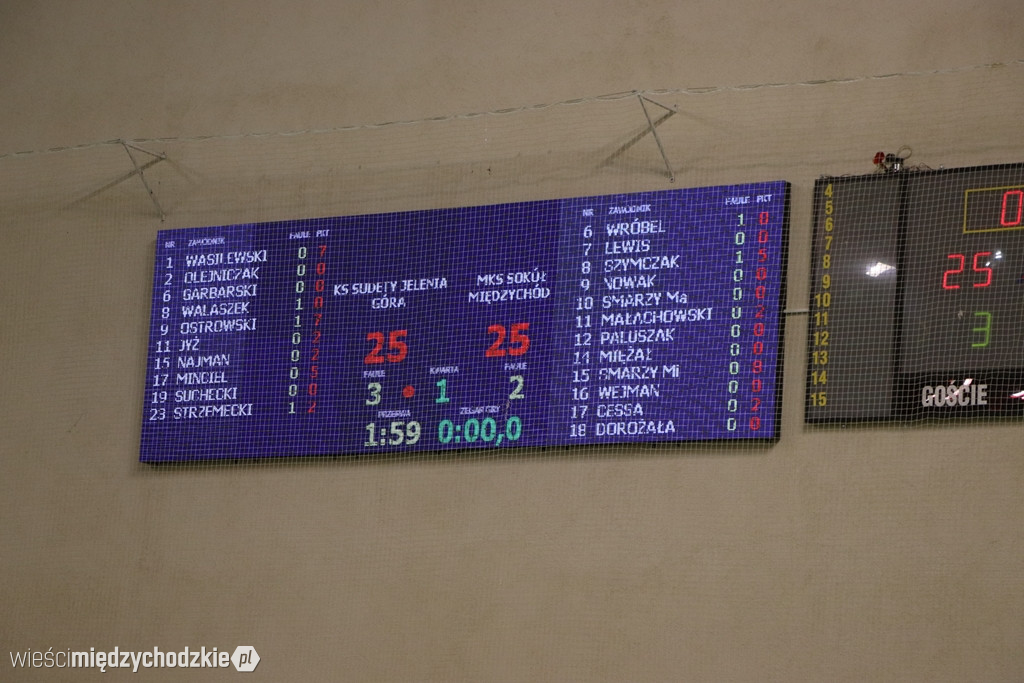 NR ZAWODNIK FAULE PKT
1 WASILEWSKI 0 7
2 OLEJNICZAK 0 0
6 GARBARSKI 0 0
8 WALASZEK 1
9 OSTROWSKI 1 7
11 JYŻ 0 2
15 NAJMAN 0 2
17 MINCIEL 0 5
19 SUCHECKI 0 0
23 STRZEMECKI 1 2
KS SUDETY JELENIA
GÓRA
MKS SOKÓŁ
MIĘDZYCHÓD
25 25
FAULE KWARTA FAULE
3 1 2
PRZERWA ZEGAR GRY
1:59 0:00,0
NR ZAWODNIK FAULE PKT
6 WRÓBEL 1
7 LEWIS 0
8 SZYMCZAK 1 5
9 NOWAK 0 0
10 SMARZY Ma 0 0
11 MAŁACHOWSKI 0 2
12 PALUSZAK 0 0
14 MIEŻAŁ 0 0
15 SMARZY Mi 0
16 WEJMAN 0 0
17 CESSA 0 2
18 DOROŻAŁA 0 0
4
5
6
7
8
9
10
11
12
13
14
15
0
25
3
GOŚCIE
wieścimiędzychodzkie.pl